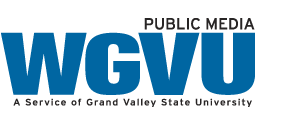 PUBLIC MEDIA
WGVU
A Service of Grand Valley State University